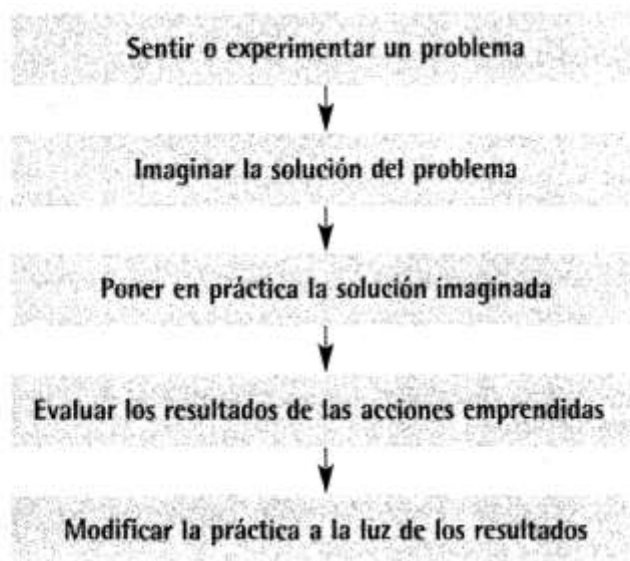 Sentir o experimentar un problema
Imaginar la solución del problema
Poner en práctica la solución imaginada
Evaluar los resultados de las acciones emprendidas
Modificar la práctica a la luz de los resultados